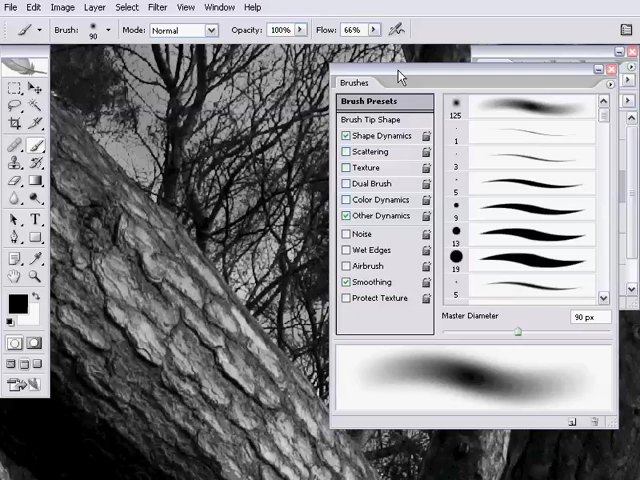 File Edit Image Layer Select Filter View Window Help
Brush: 90 Mode: Normal Opacity: 100% Flow: 66%
Brushes
Brush Presets
Brush Tip Shape
Shape Dynamics
Scattering
Texture
Dual Brush
Color Dynamics
Other Dynamics
Noise
Wet Edges
Airbrush
Smoothing
Protect Texture
125
1
3
5
9
13
19
5
Master Diameter 90 px